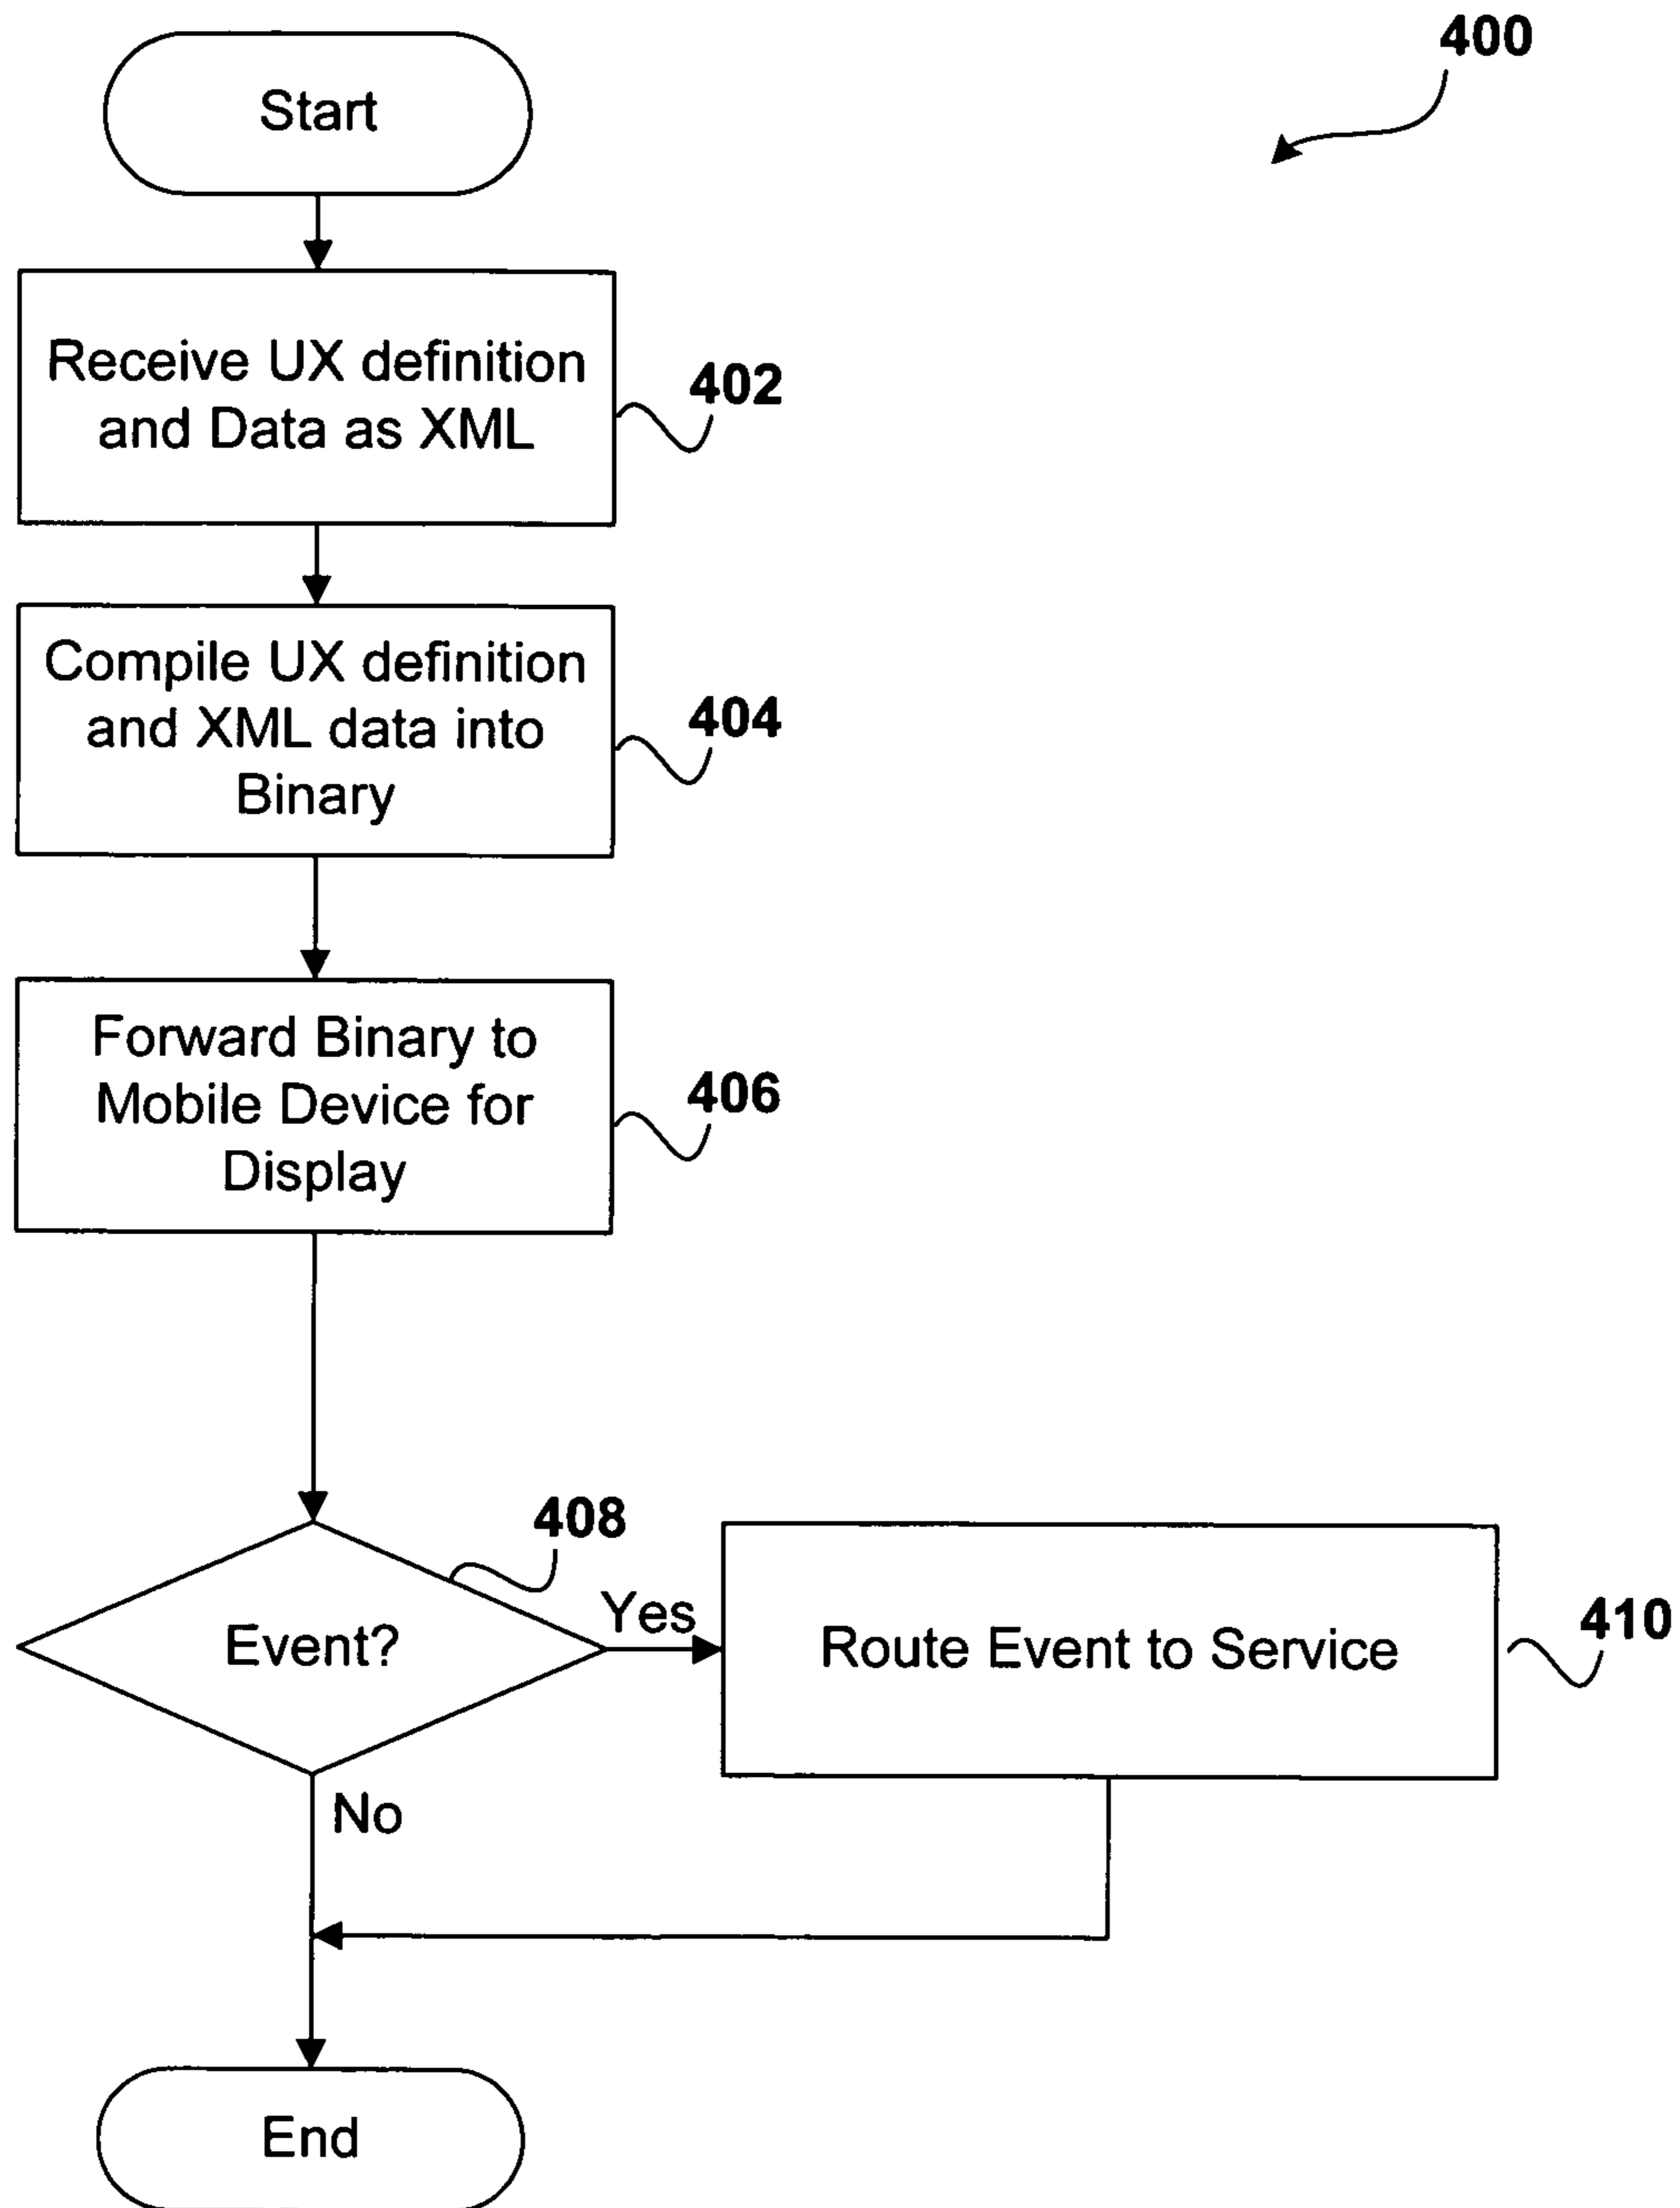 400
Start
Receive UX definition
and Data as XML
402
Compile UX definition
and XML data into
Binary
404
Forward Binary to
Mobile Device for
Display
406
408
Event?
Yes
Route Event to Service
410
No
End